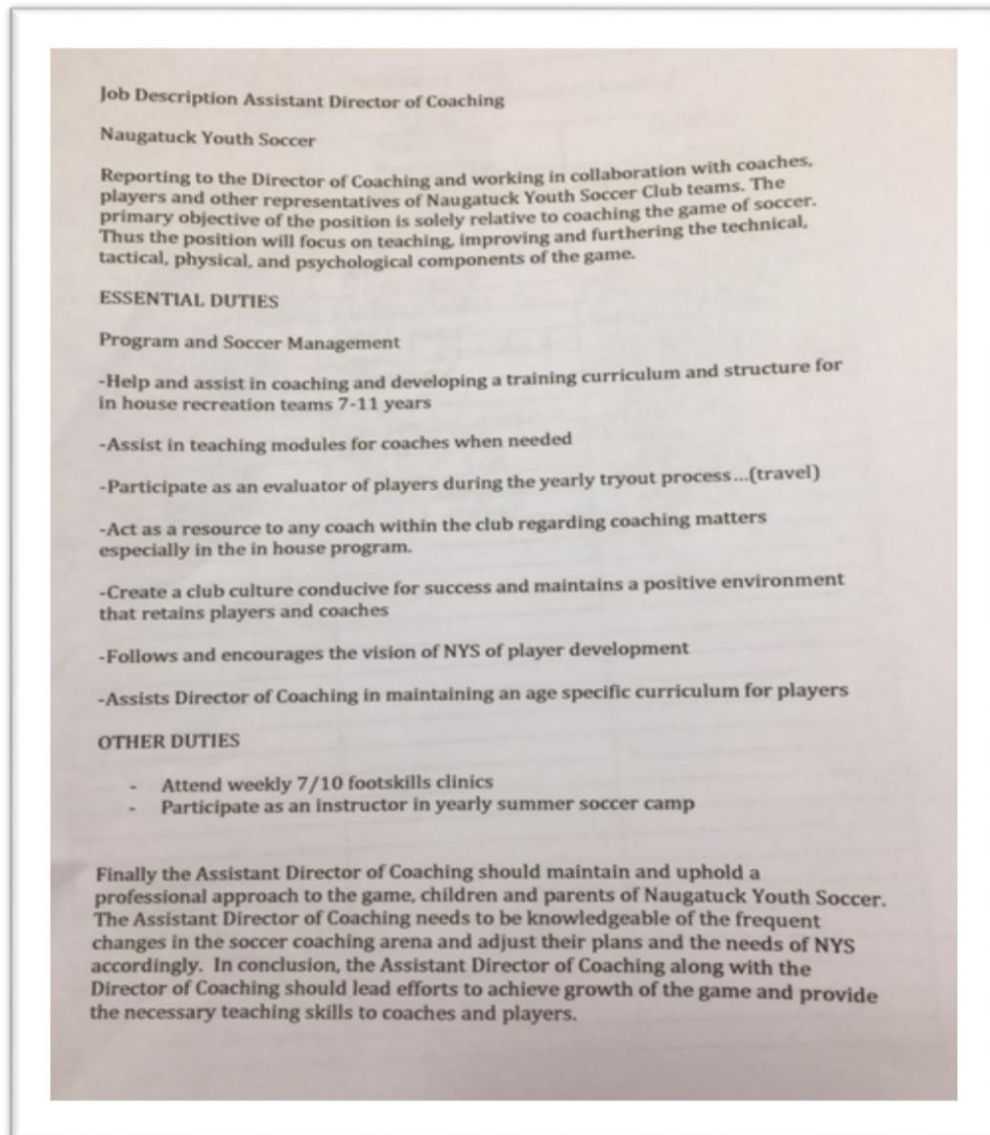 Job Description Assistant Director of Coaching
Naugatuck Youth Soccer
Reporting to the Director of Coaching and working in collaboration with coaches,
players and other representatives of Naugatuck Youth Soccer Club teams. The
primary objective of the position is solely relative to coaching the game of soccer.
Thus the position will focus on teaching, improving and furthering the technical,
tactical, physical, and psychological components of the game.
ESSENTIAL DUTIES
Program and Soccer Management
-Help and assist in coaching and developing a training curriculum and structure for
in house recreation teams 7-11 years
-Assist in teaching modules for coaches when needed
-Participate as an evaluator of players during the yearly tryout process...(travel)
-Act as a resource to any coach within the club regarding coaching matters
especially in the in house program.
-Create a club culture conducive for success and maintains a positive environment
that retains players and coaches
-Follows and encourages the vision of NYS of player development
-Assists Director of Coaching in maintaining an age specific curriculum for players
OTHER DUTIES
- Attend weekly 7/10 footskills clinics
- Participate as an instructor in yearly summer soccer camp
Finally the Assistant Director of Coaching should maintain and uphold a
professional approach to the game, children and parents of Naugatuck Youth Soccer.
The Assistant Director of Coaching needs to be knowledgeable of the frequent
changes in the soccer coaching arena and adjust their plans and the needs of NYS
accordingly. In conclusion, the Assistant Director of Coaching along with the
Director of Coaching should lead efforts to achieve growth of the game and provide
the necessary teaching skills to coaches and players.